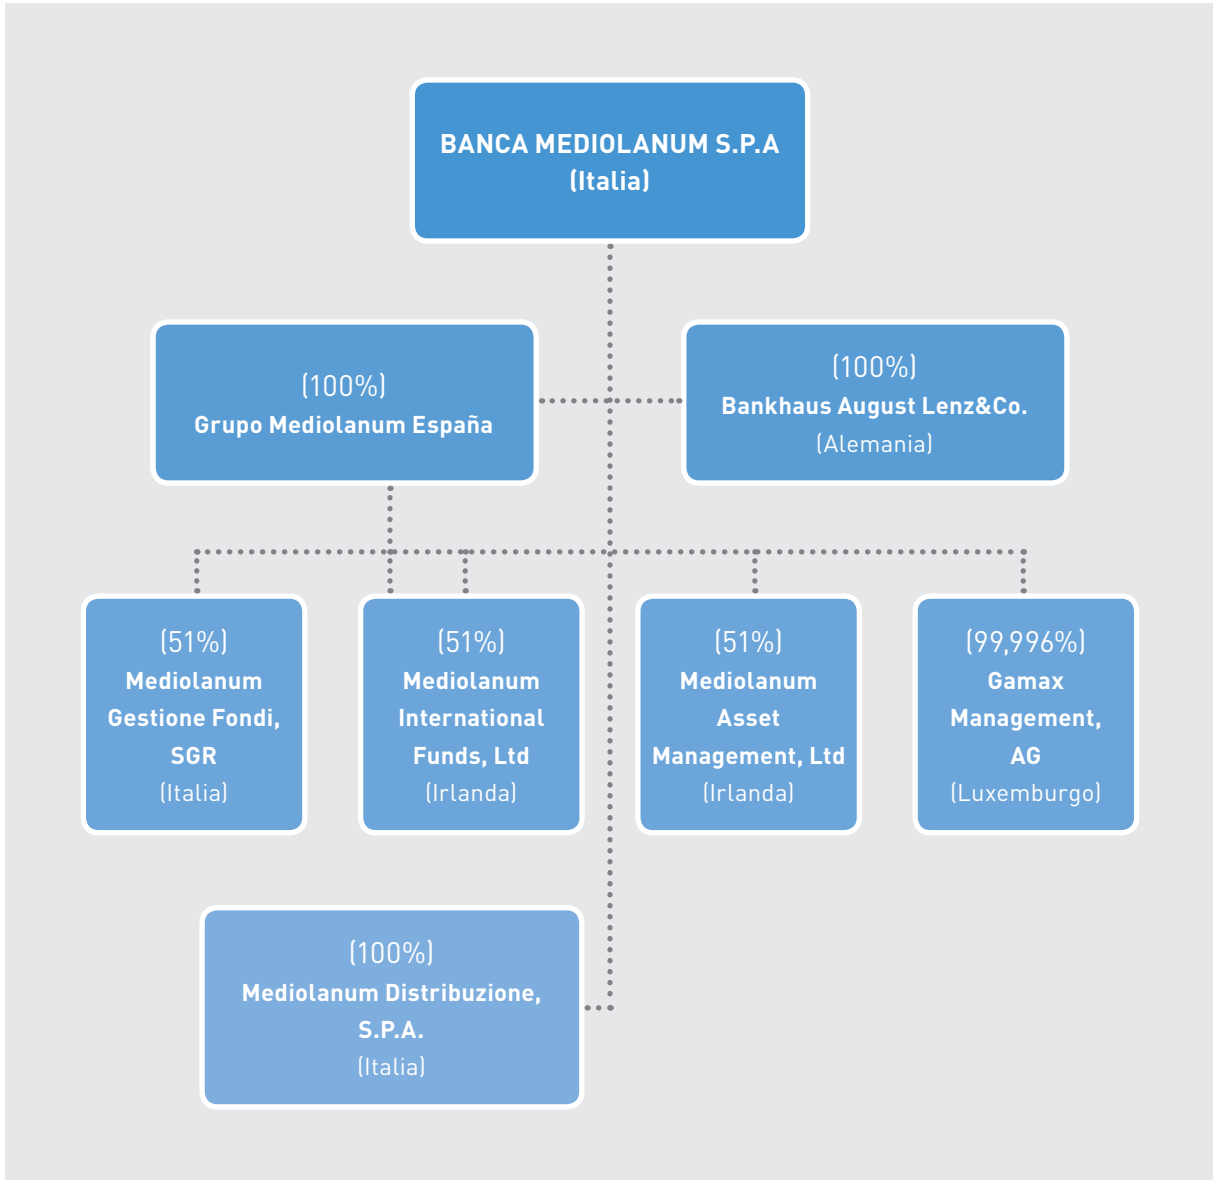 BANCA MEDIOLANUM S.P.A
(Italia)
(100%)
Grupo Mediolanum España
(100%)
Bankhaus August Lenz&Co.
(Alemania)
(51%)
Mediolanum
Gestione Fondi,
SGR
(Italia)
(51%)
Mediolanum
International
Funds, Ltd
(Irlanda)
(51%)
Mediolanum
Asset
Management, Ltd
(Irlanda)
(99,996%)
Gamax
Management,
AG
(Luxemburgo)
(100%)
Mediolanum Distribuzione,
S.P.A.
(Italia)